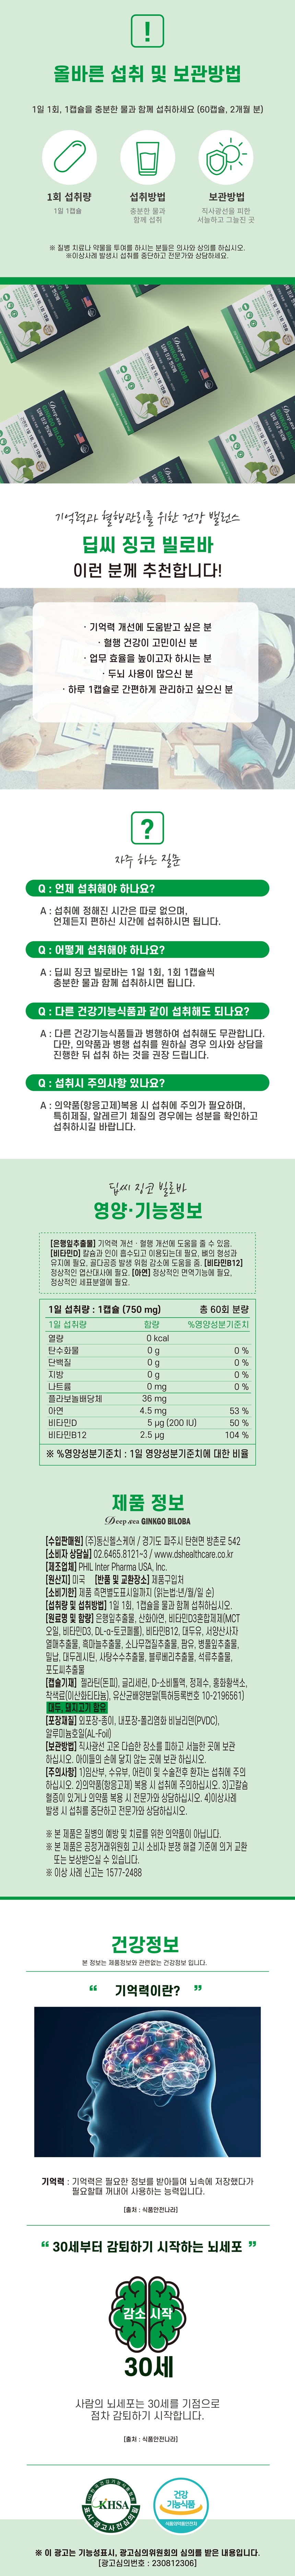 !
올바른 섭취 및 보관방법
1일 1회, 1캡슐을 충분한 물과 함께 섭취하세요 (60캡슐, 2개월 분)
1회 섭취량
1일 1캡슐
섭취방법
충분한 물과
함께 섭취
보관방법
직사광선을 피한
서늘하고 그늘진 곳
※ 질병 치료나 약물을 투여를 하시는 분들은 의사와 상의를 하십시오.
※이상사례 발생시 섭취를 중단하고 전문가와 상담하세요.
Deepsea
GINKGO BILOBA
딥씨 징코 빌로바
기억력과 혈행관리를 위한 건강 밸런스
딥씨 징코 빌로바
이런 분께 추천합니다!
· 기억력 개선에 도움받고 싶은 분
· 혈행 건강이 고민이신 분
· 업무 효율을 높이고자 하시는 분
· 두뇌 사용이 많으신 분
· 하루 1캡슐로 간편하게 관리하고 싶으신 분
?
자주 하는 질문
Q : 언제 섭취해야 하나요?
A : 섭취에 정해진 시간은 따로 없으며,
언제든지 편하신 시간에 섭취하시면 됩니다.
Q : 어떻게 섭취해야 하나요?
A : 딥씨 징코 빌로바는 1일 1회, 1회 1캡슐씩
충분한 물과 함께 섭취하시면 됩니다.
Q : 다른 건강기능식품과 같이 섭취해도 되나요?
A : 다른 건강기능식품들과 병행하여 섭취해도 무관합니다.
다만, 의약품과 병행 섭취를 원하실 경우 의사와 상담을
진행한 뒤 섭취 하는 것을 권장 드립니다.
Q : 섭취시 주의사항 있나요?
A : 의약품(항응고제)복용 시 섭취에 주의가 필요하며,
특히체질, 알레르기 체질의 경우에는 성분을 확인하고
섭취하시길 바랍니다.
딥씨 징코 빌로바
영양·기능정보
[은행잎추출물] 기억력 개선 · 혈행 개선에 도움을 줄 수 있음.
[비타민D] 칼슘과 인이 흡수되고 이용되는데 필요, 뼈의 형성과
유지에 필요, 골다공증 발생 위험 감소에 도움을 줌. [비타민B12]
정상적인 엽산대사에 필요. [아연] 정상적인 면역기능에 필요.
정상적인 세포분열에 필요.
1일 섭취량 : 1캡슐 (750 mg) 총 60회 분량
1일 섭취량 함량 %영양성분기준치
열량 0 kcal
탄수화물 0 g 0 %
단백질 0 g 0 %
지방 0 g 0 %
나트륨 0 mg 0 %
플라보놀배당체 36 mg
아연 4.5 mg 53 %
비타민D 5 µg (200 IU) 50 %
비타민B12 2.5 µg 104 %
※ %영양성분기준치 : 1일 영양성분기준치에 대한 비율
제품 정보
Deepsea GINKGO BILOBA
[수입판매원] (주)동신헬스케어 / 경기도 파주시 탄현면 방촌로 542
[소비자 상담실] 02.6465.8121~3 / www.dshealthcare.co.kr
[제조업체] PHL Inter Pharma USA, Inc.
[원산지] 미국 [반품 및 교환장소] 제품구입처
[소비기한] 제품 측면별도표시일까지 (읽는법:년/월/일 순)
[섭취량 및 섭취방법] 1일 1회, 1캡슐을 물과 함께 섭취하십시오.
[원료명 및 함량] 은행잎추출물, 산화아연, 비타민D3혼합제제(MCT
오일, 비타민D3, DL-α-토코페롤), 비타민B12, 대두유, 서양산사자
열매추출물, 흑마늘추출물, 소나무껍질추출물, 팜유, 병풀잎추출물,
밀납, 대두레시틴, 사탕수수추출물, 블루베리추출물, 석류추출물,
포도씨추출물
[캡슐기재] 젤라틴(돈피), 글리세린, D-소비톨액, 정제수, 홍화황색소,
착색료(이산화티타늄), 유산균배양분말(특허등록번호 10-2196561)
대두, 돼지고기 함유
[포장재질] 외포장-종이, 내포장-폴리염화 비닐리덴(PVDC),
알루미늄호일(AL-Foil)
[보관방법] 직사광선 고온 다습한 장소를 피하고 서늘한 곳에 보관
하십시오. 아이들의 손에 닿지 않는 곳에 보관 하십시오.
[주의사항] 1)임산부, 수유부, 어린이 및 수술전후 환자는 섭취에 주의
하십시오. 2)의약품(항응고제) 복용 시 섭취에 주의하십시오. 3)고칼슘
혈증이 있거나 의약품 복용 시 전문가와 상담하십시오. 4)이상사례
발생 시 섭취를 중단하고 전문가와 상담하십시오.
※ 본 제품은 질병의 예방 및 치료를 위한 의약품이 아닙니다.
※ 본 제품은 공정거래위원회 고시 소비자 분쟁 해결 기준에 의거 교환
또는 보상받으실 수 있습니다.
※ 이상 사례 신고는 1577-2488
건강정보
본 정보는 제품정보와 관련없는 건강정보 입니다.
“ 기억력이란? ”
기억력 : 기억력은 필요한 정보를 받아들여 뇌속에 저장했다가
필요할때 꺼내어 사용하는 능력입니다.
[출처 : 식품안전나라]
“ 30세부터 감퇴하기 시작하는 뇌세포 ”
감소 시작
30세
사람의 뇌세포는 30세를 기점으로
점차 감퇴하기 시작합니다.
[출처 : 식품안전나라]
KHSA
표시·광고사전심의필
건강
기능식품
식품의약품안전처
※ 이 광고는 기능성표시, 광고심의위원회의 심의를 받은 내용입니다.
[광고심의번호 : 230812306]